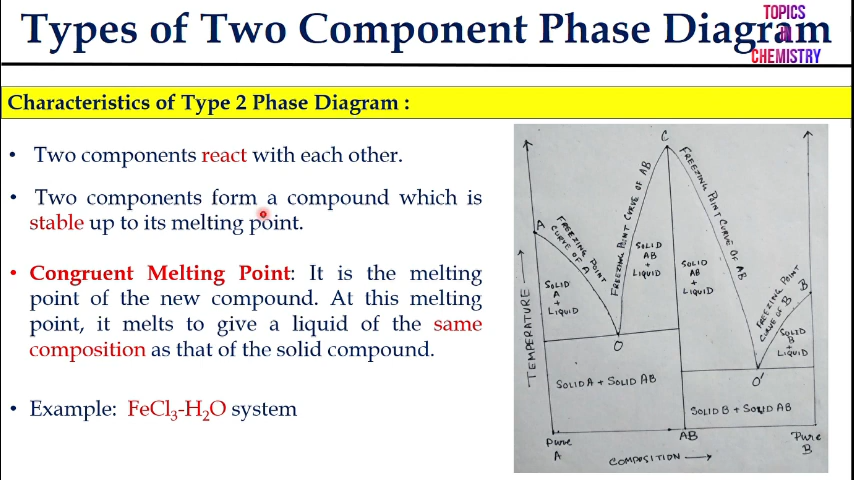 Types of Two Component Phase Diagram
TOPICS
IN
CHEMISTRY
Characteristics of Type 2 Phase Diagram :
• Two components react with each other.
• Two components form a compound which is
stable up to its melting point.
• Congruent Melting Point: It is the melting
point of the new compound. At this melting
point, it melts to give a liquid of the same
composition as that of the solid compound.
• Example: FeCl₃-H₂O system
C
A
FREEZING POINT
CURVE OF A
FREEZING POINT CURVE OF AB
FREEZING POINT CURVE OF AB
FREEZING POINT
CURVE OF B
B
SOLID
A
+
LIQUID
SOLID
AB
+
LIQUID
SOLID
AB
+
LIQUID
SOLID
B
+
LIQUID
TEMPERATURE
O
O'
SOLID A + SOLID AB
SOLID B + SOLID AB
Pure
A
AB
Pure
B
COMPOSITION